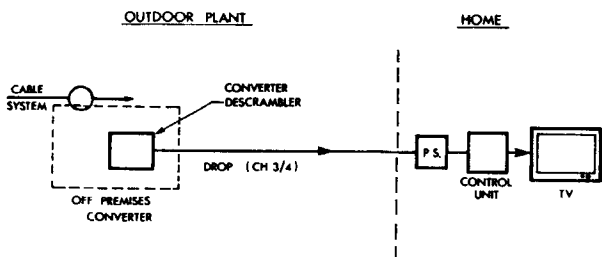 OUTDOOR PLANT
HOME
CABLE
SYSTEM
CONVERTER
DESCRAMBLER
DROP (CH 3/4)
P.S.
CONTROL
UNIT
TV
OFF PREMISES
CONVERTER